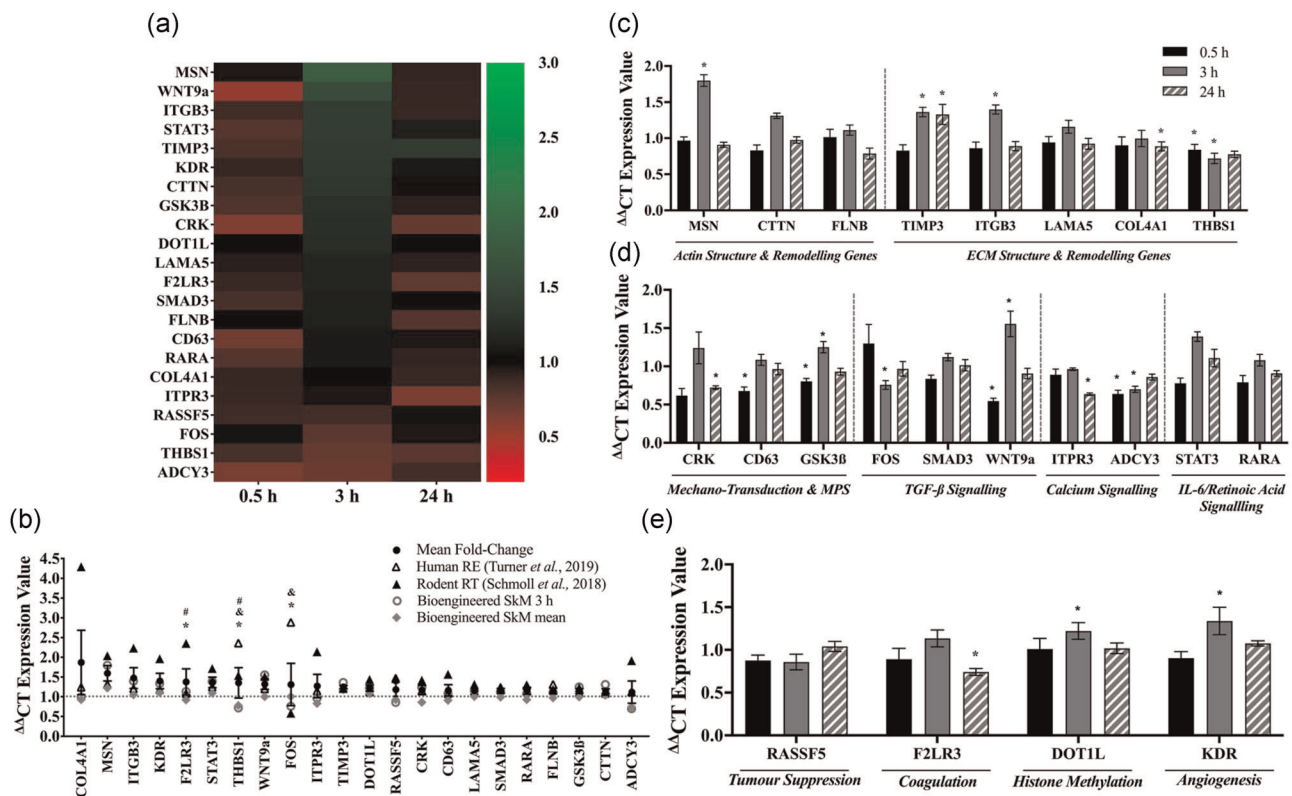 (a)
MSN
WNT9a
ITGB3
STAT3
TIMP3
KDR
CTTN
GSK3B
CRK
DOT1L
LAMA5
F2LR3
SMAD3
FLNB
CD63
RARA
COL4A1
ITPR3
RASSF5
FOS
THBS1
ADCY3
0.5 h 3 h 24 h
3.0
2.5
2.0
1.5
1.0
0.5
(b)
ΔΔCT Expression Value
4.5
4.0
3.5
3.0
2.5
2.0
1.5
1.0
0.5
0.0
Mean Fold-Change
Human RE (Turner et al., 2019)
Rodent RT (Schmoll et al., 2018)
Bioengineered SkM 3 h
Bioengineered SkM mean
#
*
#
&
*
&
*
COL4A1
MSN
ITGB3
KDR
F2LR3
STAT3
THBS1
WNT9a
FOS
ITPR3
TIMP3
DOT1L
RASSF5
CRK
CD63
LAMA5
SMAD3
RARA
FLNB
GSK3ß
CTTN
ADCY3
(c)
ΔΔCT Expression Value
2.0
1.5
1.0
0.5
0.0
0.5 h
3 h
24 h
* * * * * * *
MSN CTTN FLNB TIMP3 ITGB3 LAMA5 COL4A1 THBS1
Actin Structure & Remodelling Genes ECM Structure & Remodelling Genes
(d)
ΔΔCT Expression Value
2.0
1.5
1.0
0.5
0.0
* * * * * * * * * *
CRK CD63 GSK3ß FOS SMAD3 WNT9a ITPR3 ADCY3 STAT3 RARA
Mechano-Transduction & MPS TGF-β Signalling Calcium Signalling IL-6/Retinoic Acid
Signallling
(e)
ΔΔCT Expression Value
2.0
1.5
1.0
0.5
0.0
* * *
RASSF5 F2LR3 DOT1L KDR
Tumour Suppression Coagulation Histone Methylation Angiogenesis